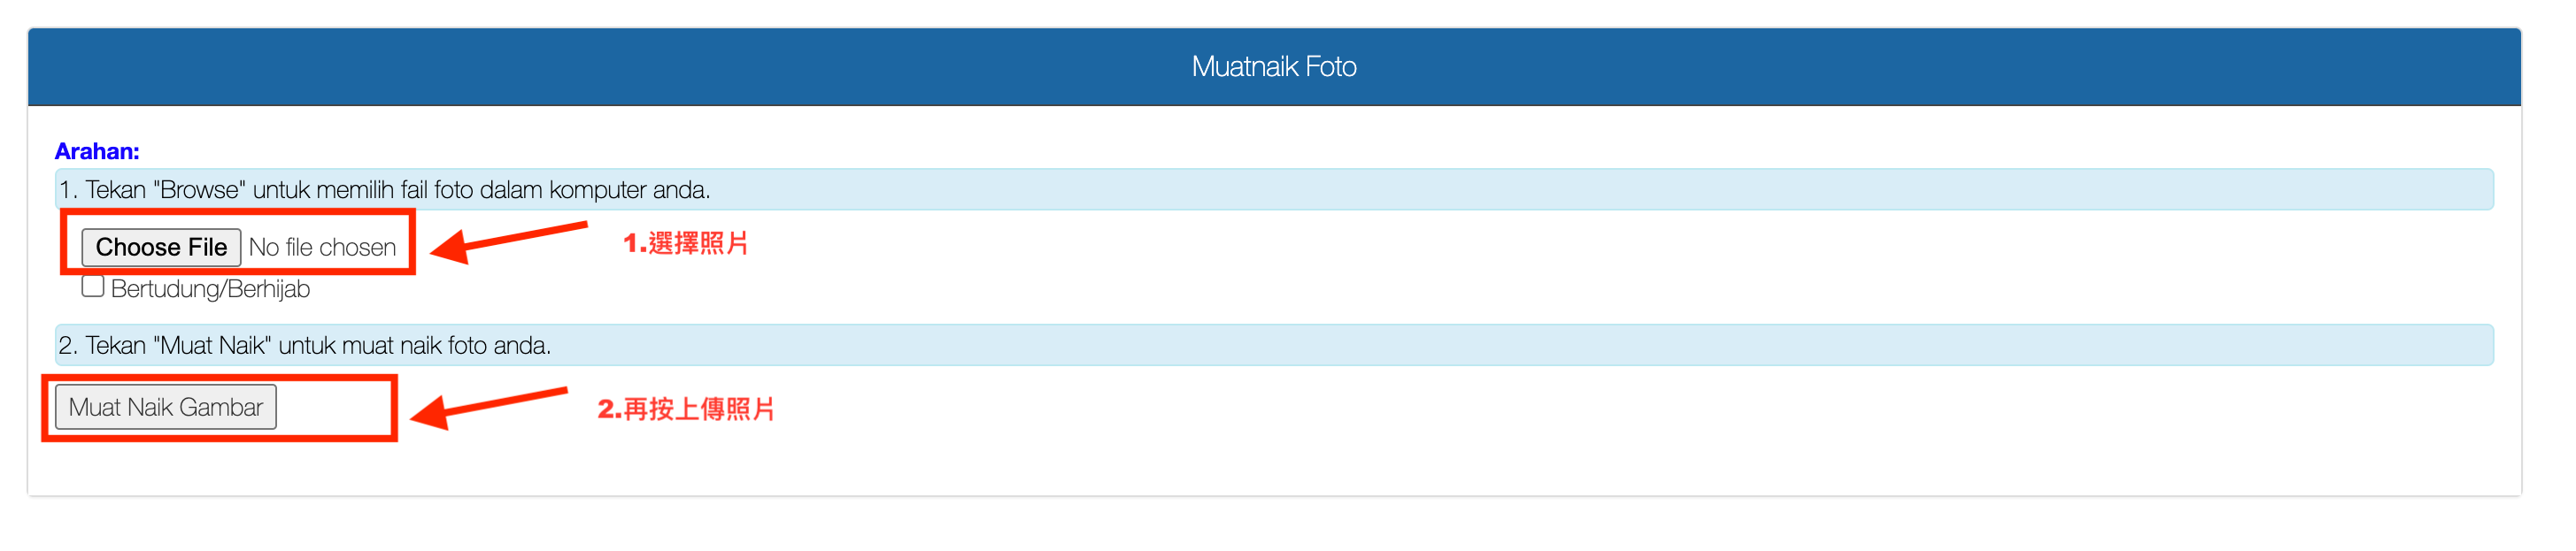 Muatnaik Foto
Arahan:
1. Tekan "Browse" untuk memilih fail foto dalam komputer anda.
Choose File No file chosen
1.選擇照片
Bertudung/Berhijab
2. Tekan "Muat Naik" untuk muat naik foto anda.
Muat Naik Gambar
2.再按上傳照片